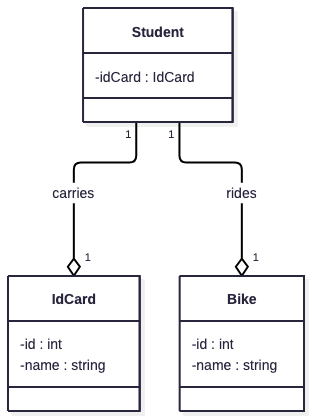 Student
-idCard : IdCard
1
1
carries
rides
1
1
IdCard
-id : int
-name : string
Bike
-id : int
-name : string